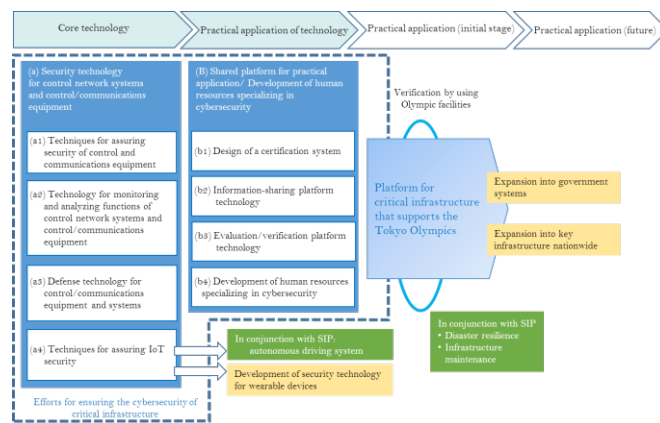 Core technology
Practical application of technology
Practical application (initial stage)
Practical application (future)
(a) Security technology
for control network systems
and control/communications
equipment
(a1) Techniques for assuring
security of control and
communications equipment
(a2) Technology for monitoring
and analyzing functions of
control network systems and
control/communications
equipment
(a3) Defense technology for
control/communications
equipment and systems
(a4) Techniques for assuring IoT
security
(B) Shared platform for practical
application/ Development of human
resources specializing in
cybersecurity
(b1) Design of a certification system
(b2) Information-sharing platform
technology
(b3) Evaluation/verification platform
technology
(b4) Development of human resources
specializing in cybersecurity
Verification by using
Olympic facilities
Platform for
critical infrastructure
that supports the
Tokyo Olympics
Expansion into government
systems
Expansion into key
infrastructure nationwide
In conjunction with SIP
• Disaster resilience
• Infrastructure
maintenance
In conjunction with SIP:
autonomous driving system
Development of security technology
for wearable devices
Efforts for ensuring the cybersecurity of
critical infrastructure